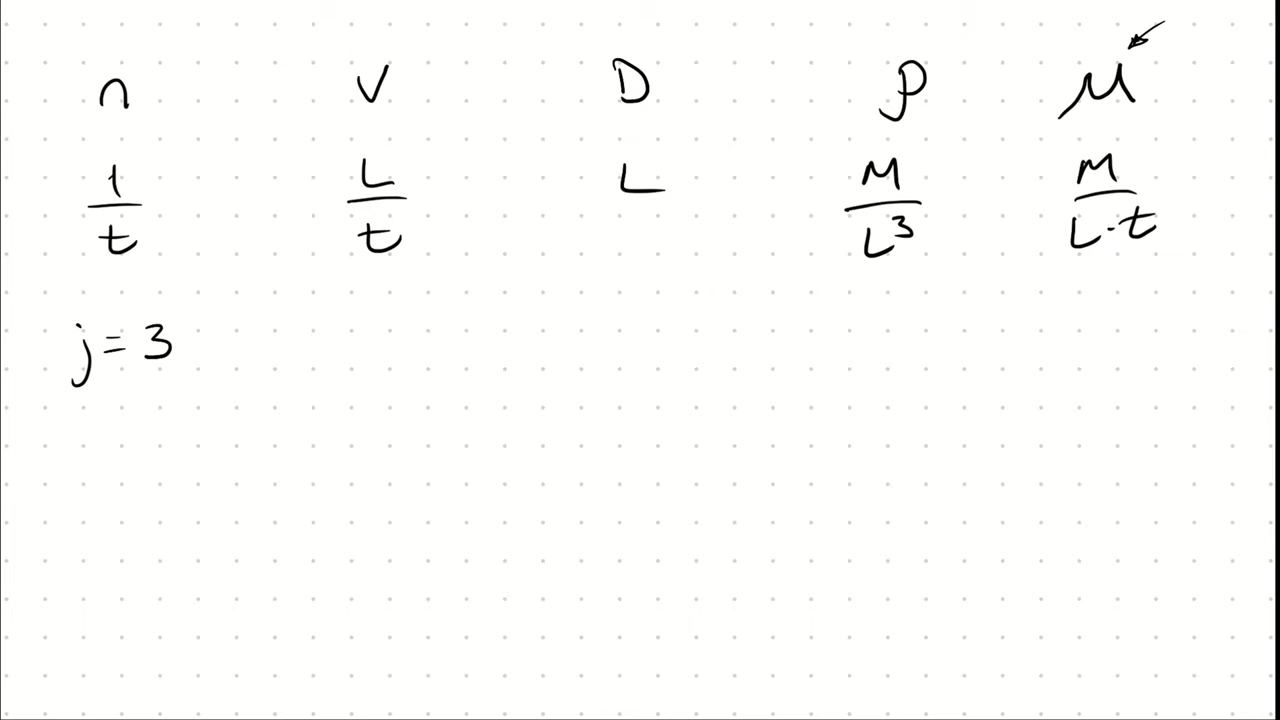 n V D ρ μ
1/t L/t L M/L³ M/L·t
j = 3